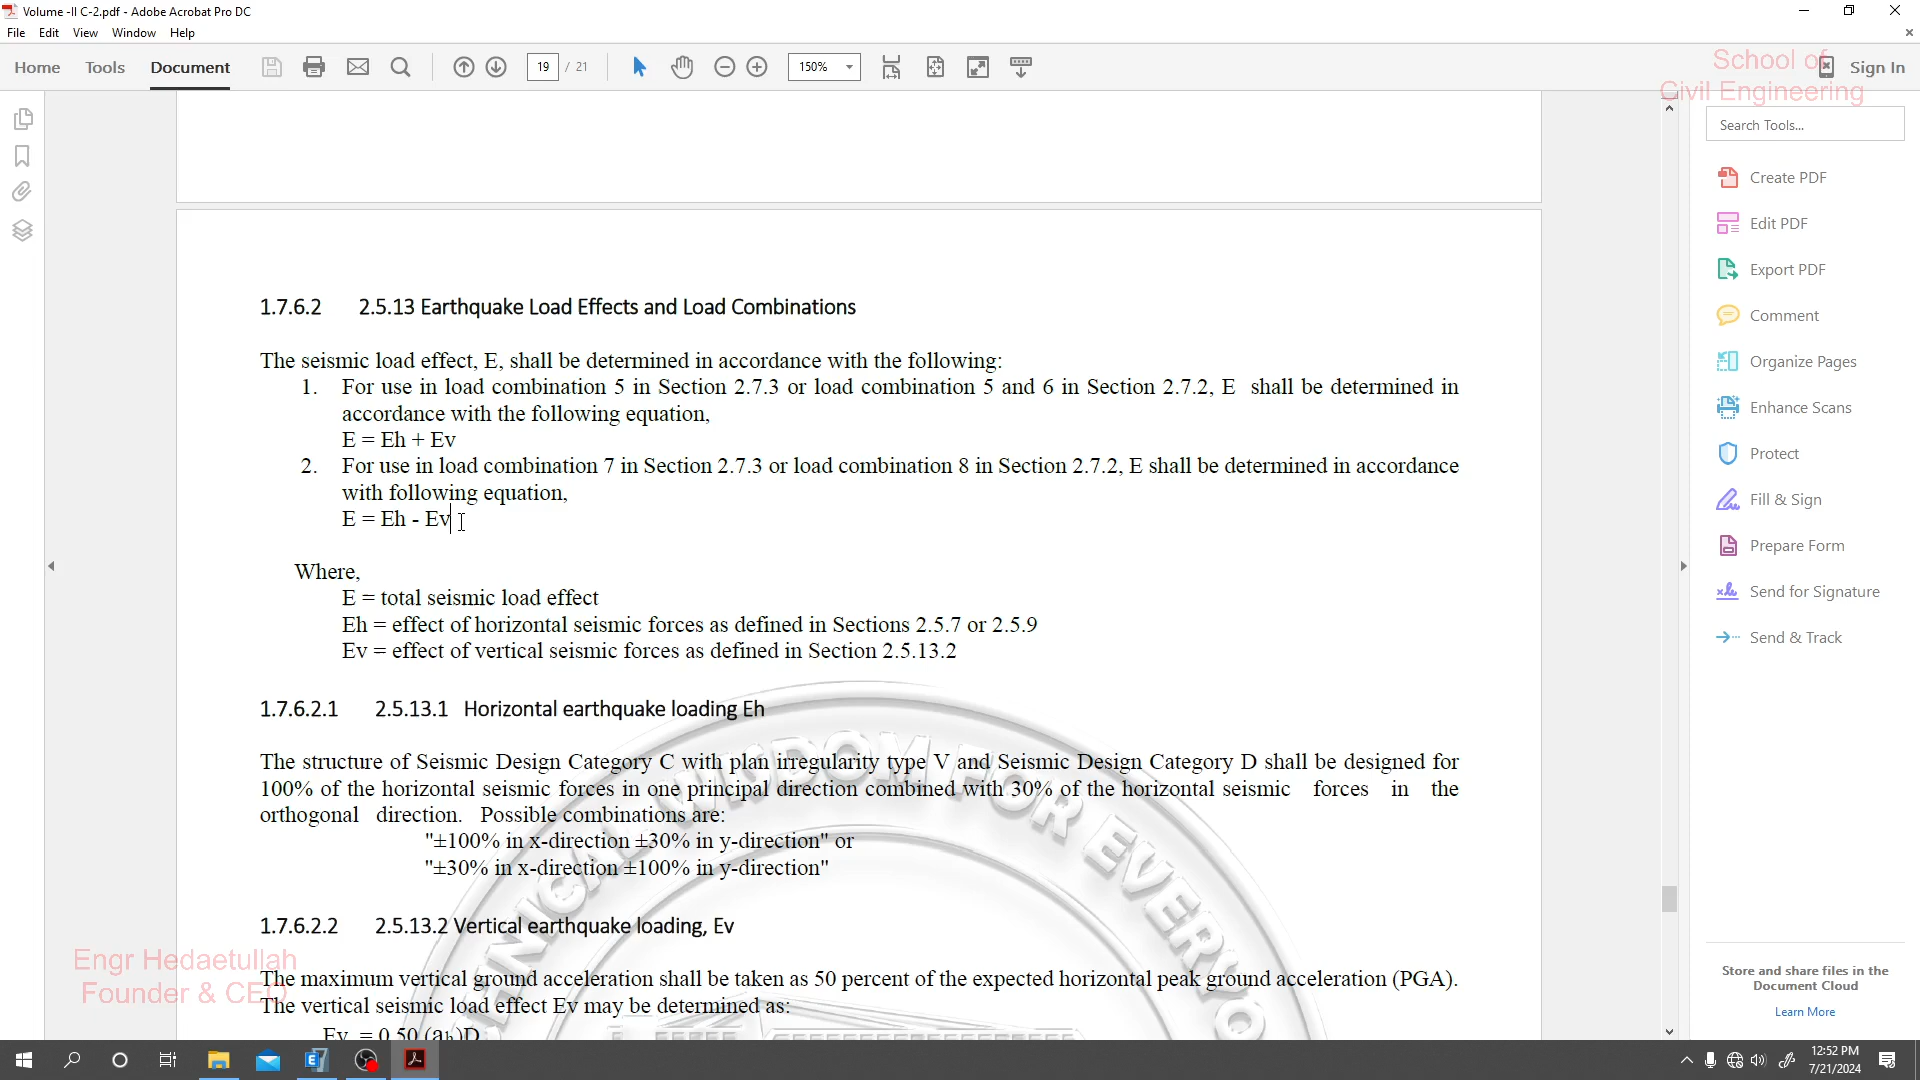 Volume -II C-2.pdf - Adobe Acrobat Pro DC
File Edit View Window Help
Home Tools Document 19 / 21 150% Sign In
School of
Civil Engineering
Search Tools...
Create PDF
Edit PDF
Export PDF
Comment
Organize Pages
Enhance Scans
Protect
Fill & Sign
Prepare Form
Send for Signature
Send & Track
Store and share files in the
Document Cloud
Learn More
1.7.6.2 2.5.13 Earthquake Load Effects and Load Combinations
The seismic load effect, E, shall be determined in accordance with the following:
1. For use in load combination 5 in Section 2.7.3 or load combination 5 and 6 in Section 2.7.2, E shall be determined in
accordance with the following equation,
E = Eh + Ev
2. For use in load combination 7 in Section 2.7.3 or load combination 8 in Section 2.7.2, E shall be determined in accordance
with following equation,
E = Eh - Ev
Where,
E = total seismic load effect
Eh = effect of horizontal seismic forces as defined in Sections 2.5.7 or 2.5.9
Ev = effect of vertical seismic forces as defined in Section 2.5.13.2
1.7.6.2.1 2.5.13.1 Horizontal earthquake loading Eh
The structure of Seismic Design Category C with plan irregularity type V and Seismic Design Category D shall be designed for
100% of the horizontal seismic forces in one principal direction combined with 30% of the horizontal seismic forces in the
orthogonal direction. Possible combinations are:
"±100% in x-direction ±30% in y-direction" or
"±30% in x-direction ±100% in y-direction"
1.7.6.2.2 2.5.13.2 Vertical earthquake loading, Ev
The maximum vertical ground acceleration shall be taken as 50 percent of the expected horizontal peak ground acceleration (PGA).
The vertical seismic load effect Ev may be determined as:
Ev = 0.50 (ah)D
WISDOM FOR EVERYO
Engr Hedaetullah
Founder & CEO
12:52 PM
7/21/2024